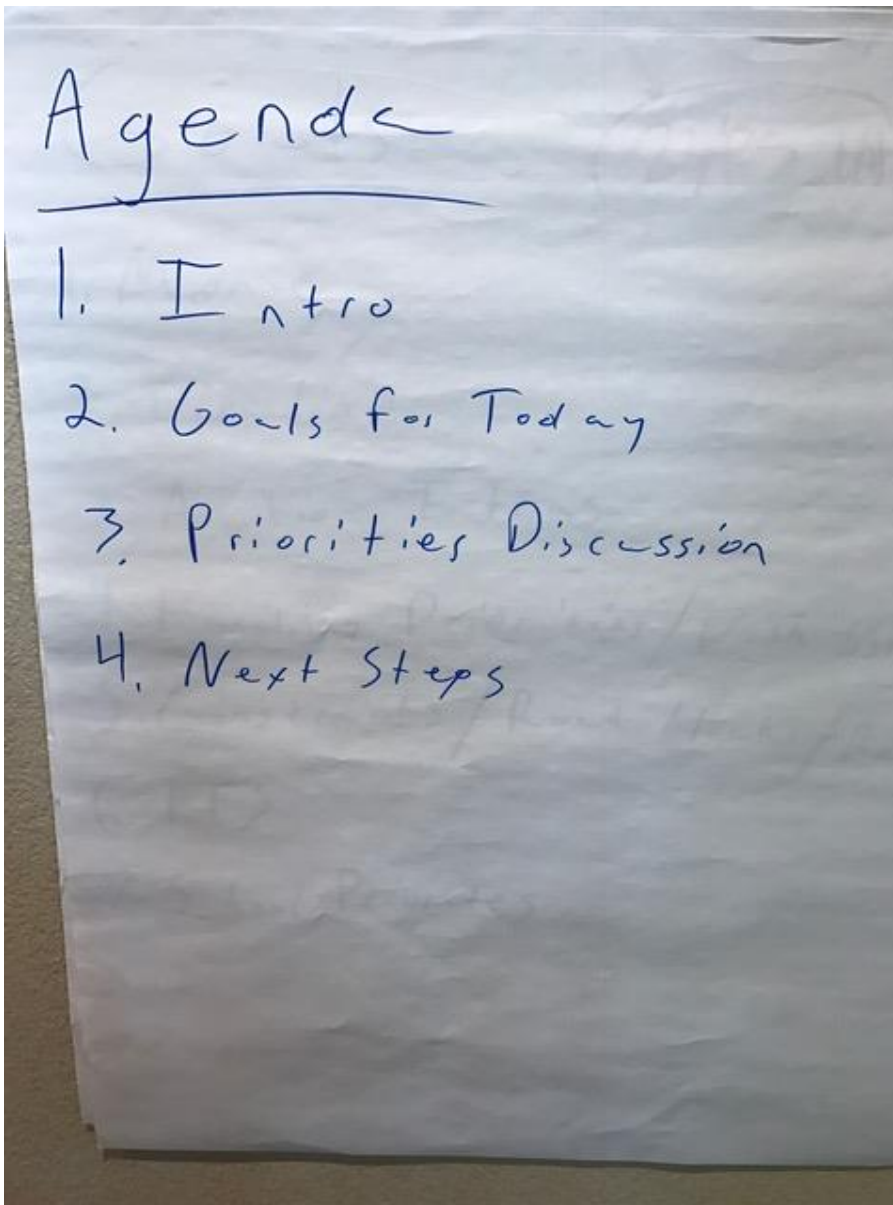 Agenda
1. Intro
2. Goals for Today
3. Priorities Discussion
4. Next Steps